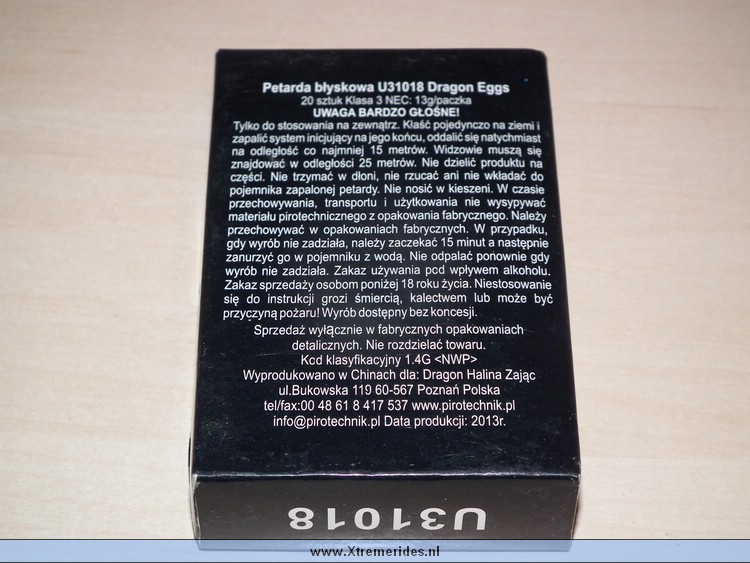 Petarda błyskowa U31018 Dragon Eggs
20 sztuk Klasa 3 NEC: 13g/paczka
UWAGA BARDZO GŁOŚNE!
Tylko do stosowania na zewnątrz. Kłaść pojedynczo na ziemi i
zapalić system inicjujący na jego końcu, oddalić się natychmiast
na odległość co najmniej 15 metrów. Widzowie muszą się
znajdować w odległości 25 metrów. Nie dzielić produktu na
części. Nie trzymać w dłoni, nie rzucać ani nie wkładać do
pojemnika zapalonej petardy. Nie nosić w kieszeni. W czasie
przechowywania, transportu i użytkowania nie wysypywać
materiału pirotechnicznego z opakowania fabrycznego. Należy
przechowywać w opakowaniach fabrycznych. W przypadku,
gdy wyrób nie zadziała, należy zaczekać 15 minut a następnie
zanurzyć go w pojemniku z wodą. Nie odpalać ponownie gdy
wyrób nie zadziała. Zakaz używania pod wpływem alkoholu.
Zakaz sprzedaży osobom poniżej 18 roku życia. Niestosowanie
się do instrukcji grozi śmiercią, kalectwem lub może być
przyczyną pożaru! Wyrób dostępny bez koncesji.
Sprzedaż wyłącznie w fabrycznych opakowaniach
detalicznych. Nie rozdzielać towaru.
Kod klasyfikacyjny 1.4G <NWP>
Wyprodukowano w Chinach dla: Dragon Halina Zając
ul.Bukowska 119 60-567 Poznań Polska
tel/fax:00 48 61 8 417 537 www.pirotechnik.pl
info@pirotechnik.pl Data produkcji: 2013r.
U31018
www.Xtremerides.nl